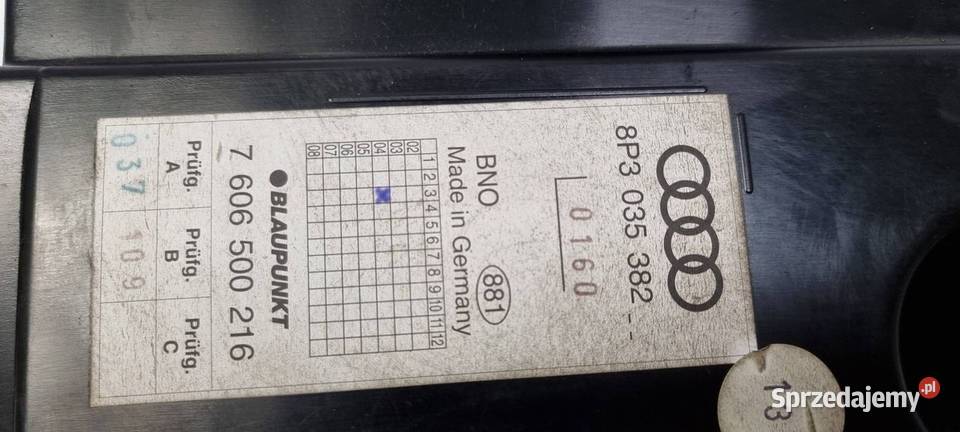 8P3 035 382 - -
0160
BNO
881
Made in Germany
1 2 3 4 5 6 7 8 9 10 11 12
02
03
04
05
06
07
08
BLAUPUNKT
7 606 500 216
Prüfg. A
Prüfg. B
Prüfg. C
037
109
13
Sprzedajemy.pl